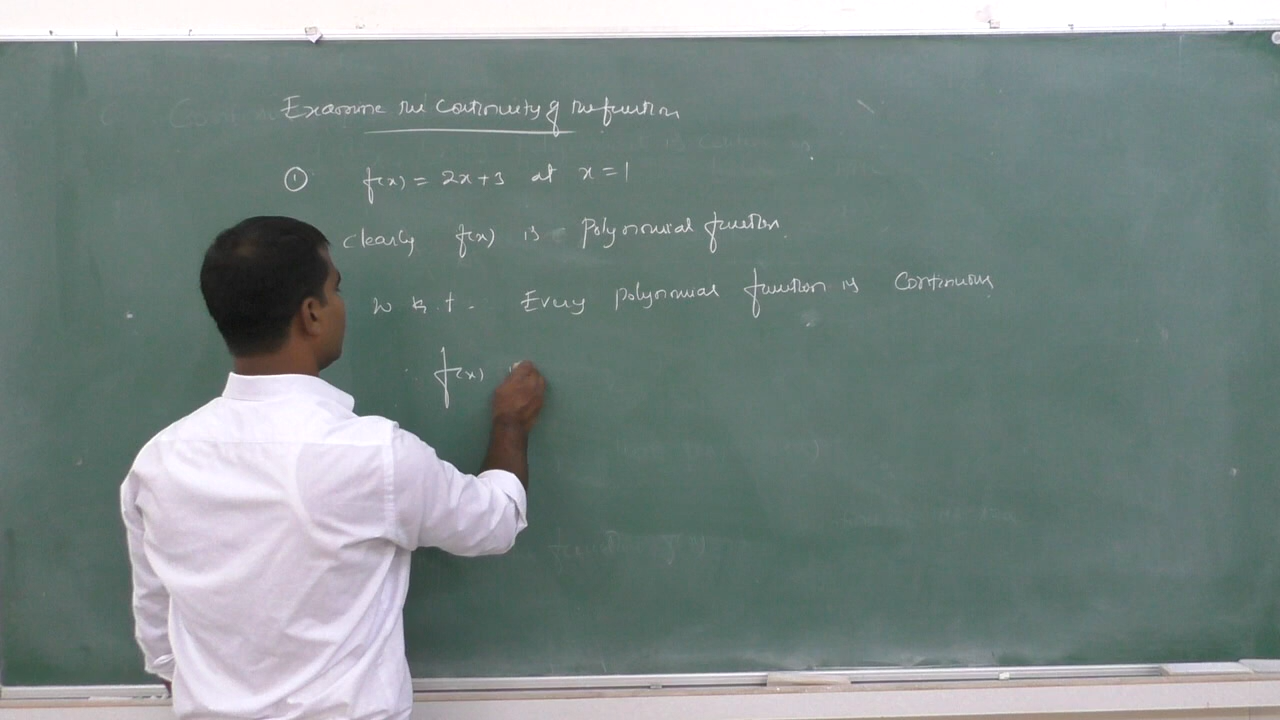 Examine the continuity of the function
① f(x) = 2x+3 at x=1
clearly f(x) is polynomial function.
W k.t. Every polynomial function is continuous
∴ f(x)